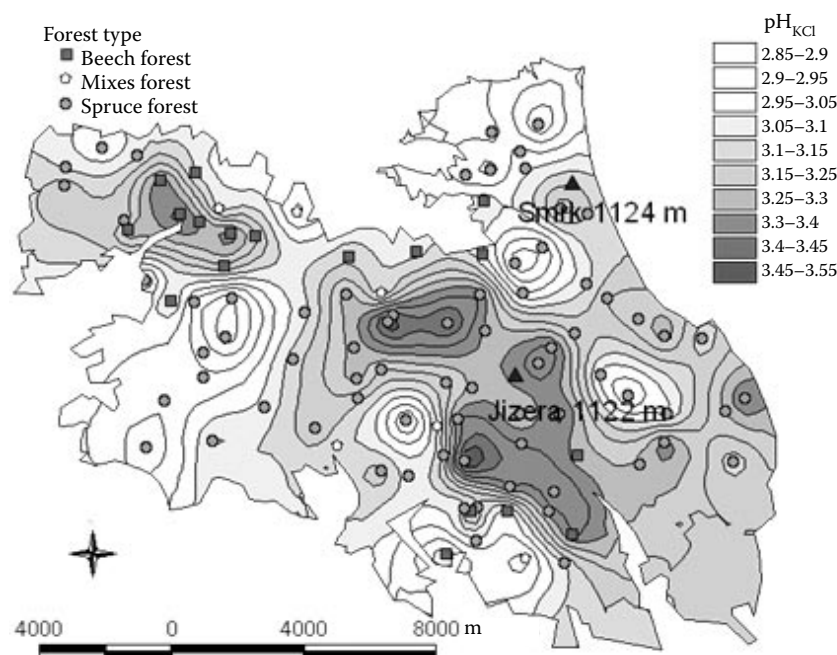 Forest type
Beech forest
Mixes forest
Spruce forest
pH KCl
2.85–2.9
2.9–2.95
2.95–3.05
3.05–3.1
3.1–3.15
3.15–3.25
3.25–3.3
3.3–3.4
3.4–3.45
3.45–3.55
Smrk 1124 m
Jizera 1122 m
4000 0 4000 8000 m